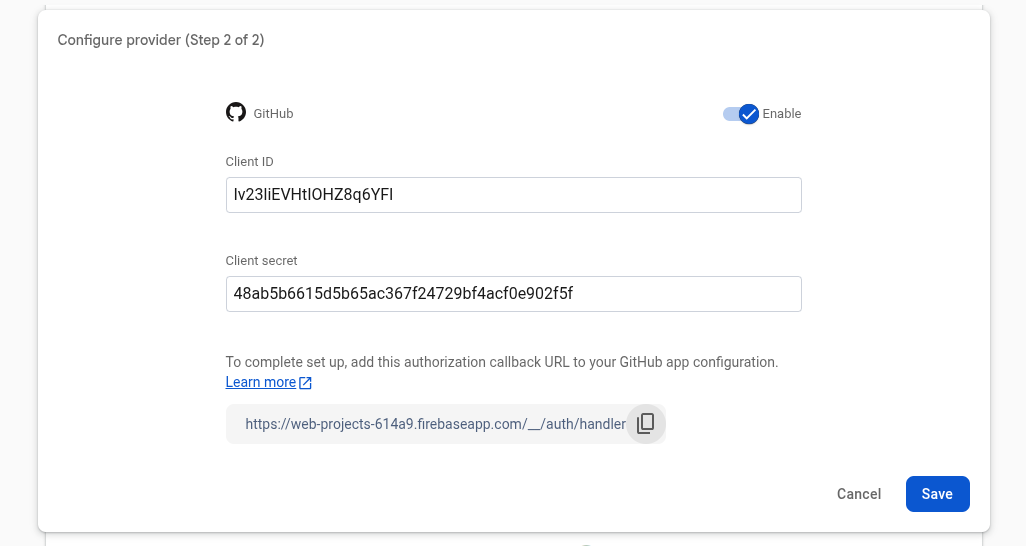 Configure provider (Step 2 of 2)
GitHub
Enable
Client ID
Iv23liEVHtIOHZ8q6YFI
Client secret
48ab5b6615d5b65ac367f24729bf4acf0e902f5f
To complete set up, add this authorization callback URL to your GitHub app configuration.
Learn more
https://web-projects-614a9.firebaseapp.com/__/auth/handler
Cancel
Save